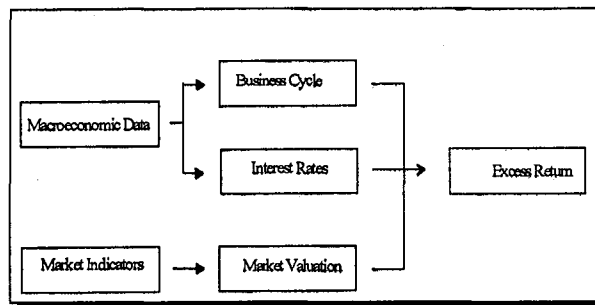 Business Cycle
Macroeconomic Data
Interest Rates
Excess Return
Market Indicators
Market Valuation